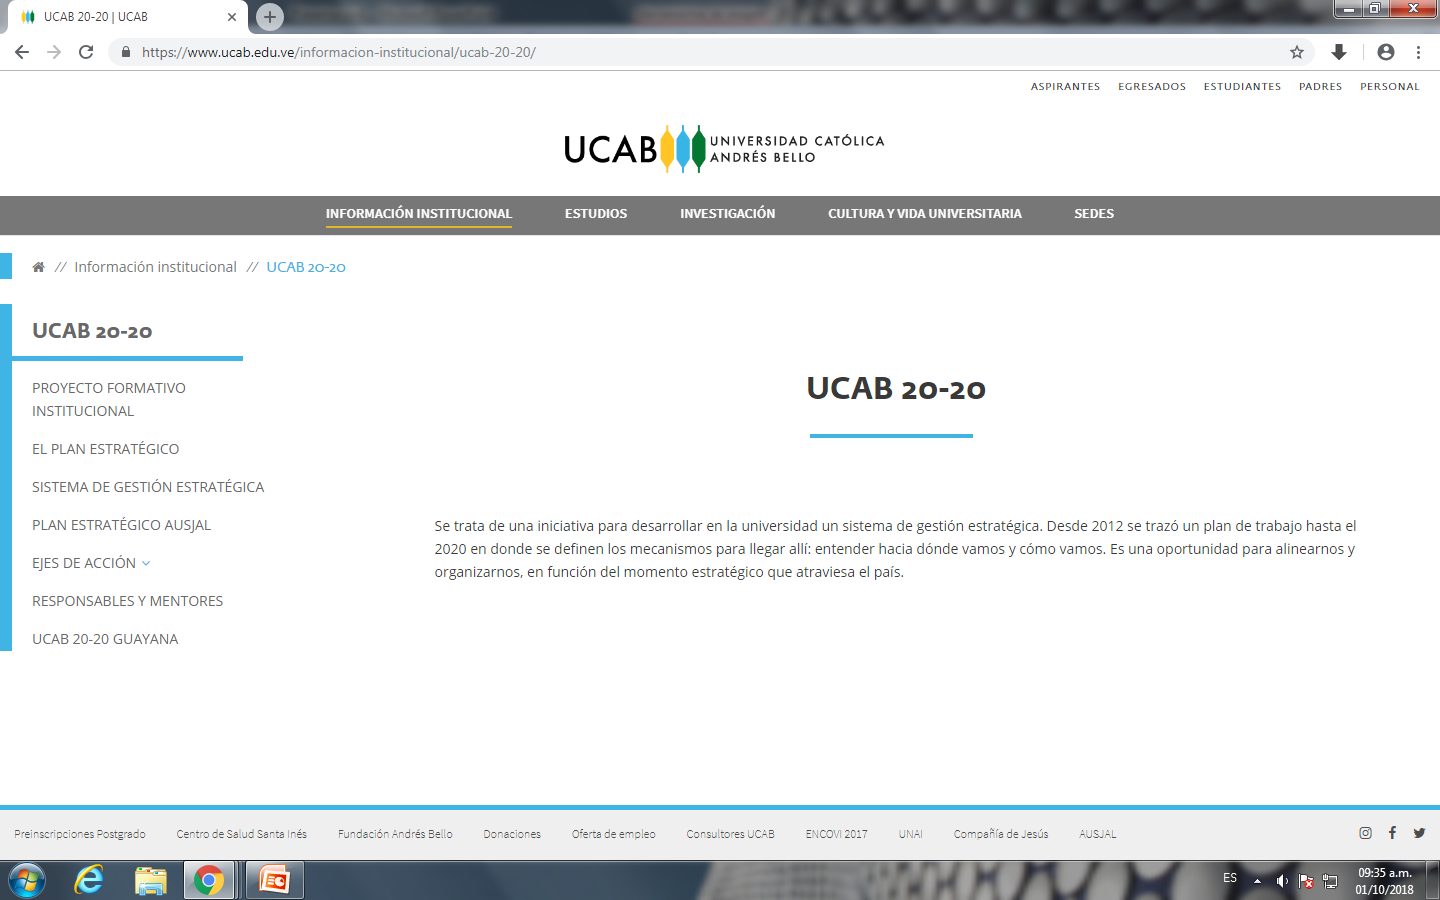 UCAB 20-20 | UCAB
https://www.ucab.edu.ve/informacion-institucional/ucab-20-20/
ASPIRANTES EGRESADOS ESTUDIANTES PADRES PERSONAL
UCAB UNIVERSIDAD CATÓLICA
ANDRÉS BELLO
INFORMACIÓN INSTITUCIONAL ESTUDIOS INVESTIGACIÓN CULTURA Y VIDA UNIVERSITARIA SEDES
// Información institucional // UCAB 20-20
UCAB 20-20
PROYECTO FORMATIVO
INSTITUCIONAL
EL PLAN ESTRATÉGICO
SISTEMA DE GESTIÓN ESTRATÉGICA
PLAN ESTRATÉGICO AUSJAL
EJES DE ACCIÓN
RESPONSABLES Y MENTORES
UCAB 20-20 GUAYANA
UCAB 20-20
Se trata de una iniciativa para desarrollar en la universidad un sistema de gestión estratégica. Desde 2012 se trazó un plan de trabajo hasta el
2020 en donde se definen los mecanismos para llegar allí: entender hacia dónde vamos y cómo vamos. Es una oportunidad para alinearnos y
organizarnos, en función del momento estratégico que atraviesa el país.
Preinscripciones Postgrado Centro de Salud Santa Inés Fundación Andrés Bello Donaciones Oferta de empleo Consultores UCAB ENCOVI 2017 UNAI Compañía de Jesús AUSJAL
ES 09:35 a.m.
01/10/2018